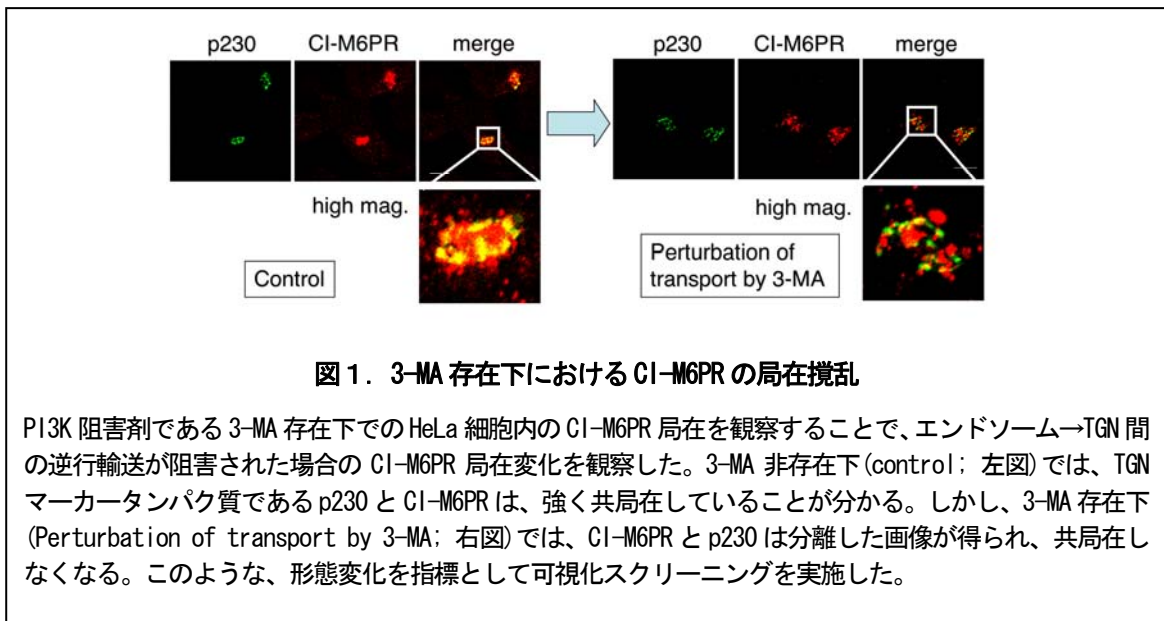 p230 CI-M6PR merge p230 CI-M6PR merge
high mag. high mag.
Control
Perturbation of
transport by 3-MA
図1. 3-MA 存在下における CI-M6PR の局在撹乱
PI3K 阻害剤である 3-MA 存在下での HeLa 細胞内の CI-M6PR 局在を観察することで、エンドソーム→TGN 間
の逆行輸送が阻害された場合の CI-M6PR 局在変化を観察した。3-MA 非存在下(control; 左図)では、TGN
マーカータンパク質である p230 と CI-M6PR は、強く共局在していることが分かる。しかし、3-MA 存在下
(Perturbation of transport by 3-MA; 右図)では、CI-M6PR と p230 は分離した画像が得られ、共局在し
なくなる。このような、形態変化を指標として可視化スクリーニングを実施した。